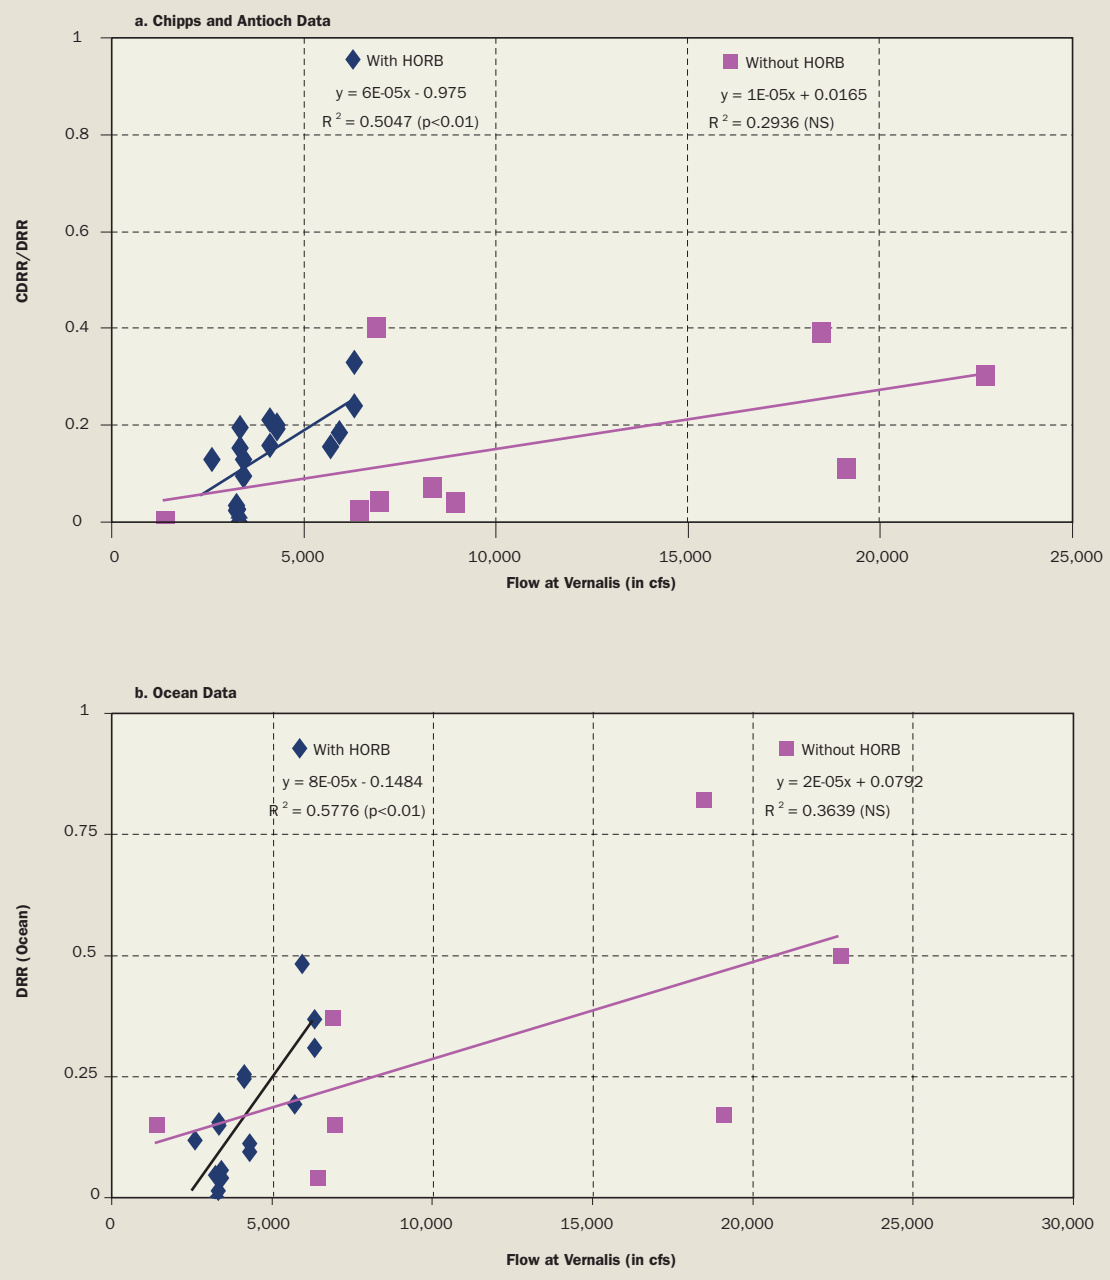 a. Chipps and Antioch Data
1
With HORB
Without HORB
y = 6E-05x - 0.975
y = 1E-05x + 0.0165
R 2 = 0.5047 (p<0.01)
R 2 = 0.2936 (NS)
0.8
0.6
CDRR/DRR
0.4
0.2
0
0 5,000 10,000 15,000 20,000 25,000
Flow at Vernalis (in cfs)
b. Ocean Data
1
With HORB
Without HORB
y = 8E-05x - 0.1484
y = 2E-05x + 0.0792
R 2 = 0.5776 (p<0.01)
R 2 = 0.3639 (NS)
0.75
DRR (Ocean)
0.5
0.25
0
0 5,000 10,000 15,000 20,000 25,000 30,000
Flow at Vernalis (in cfs)